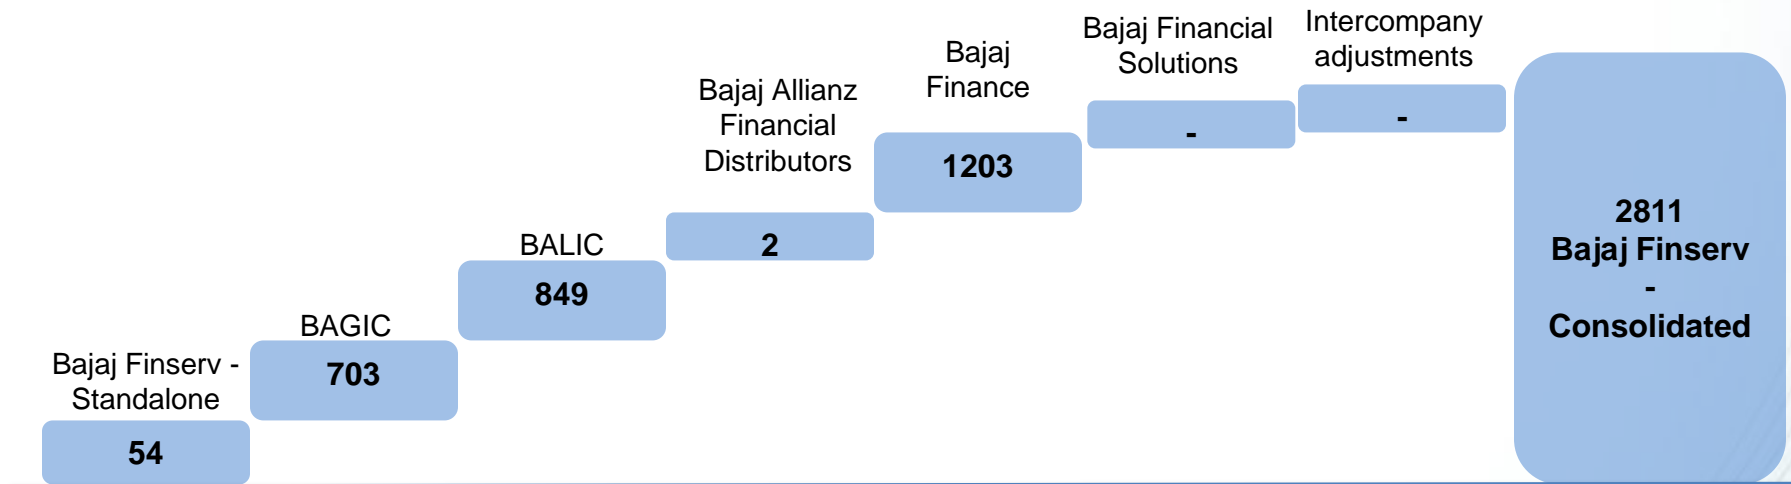 Bajaj Finserv -
Standalone
54
BAGIC
703
BALIC
849
Bajaj Allianz
Financial
Distributors
2
Bajaj
Finance
1203
Bajaj Financial
Solutions
-
Intercompany
adjustments
-
2811
Bajaj Finserv
-
Consolidated